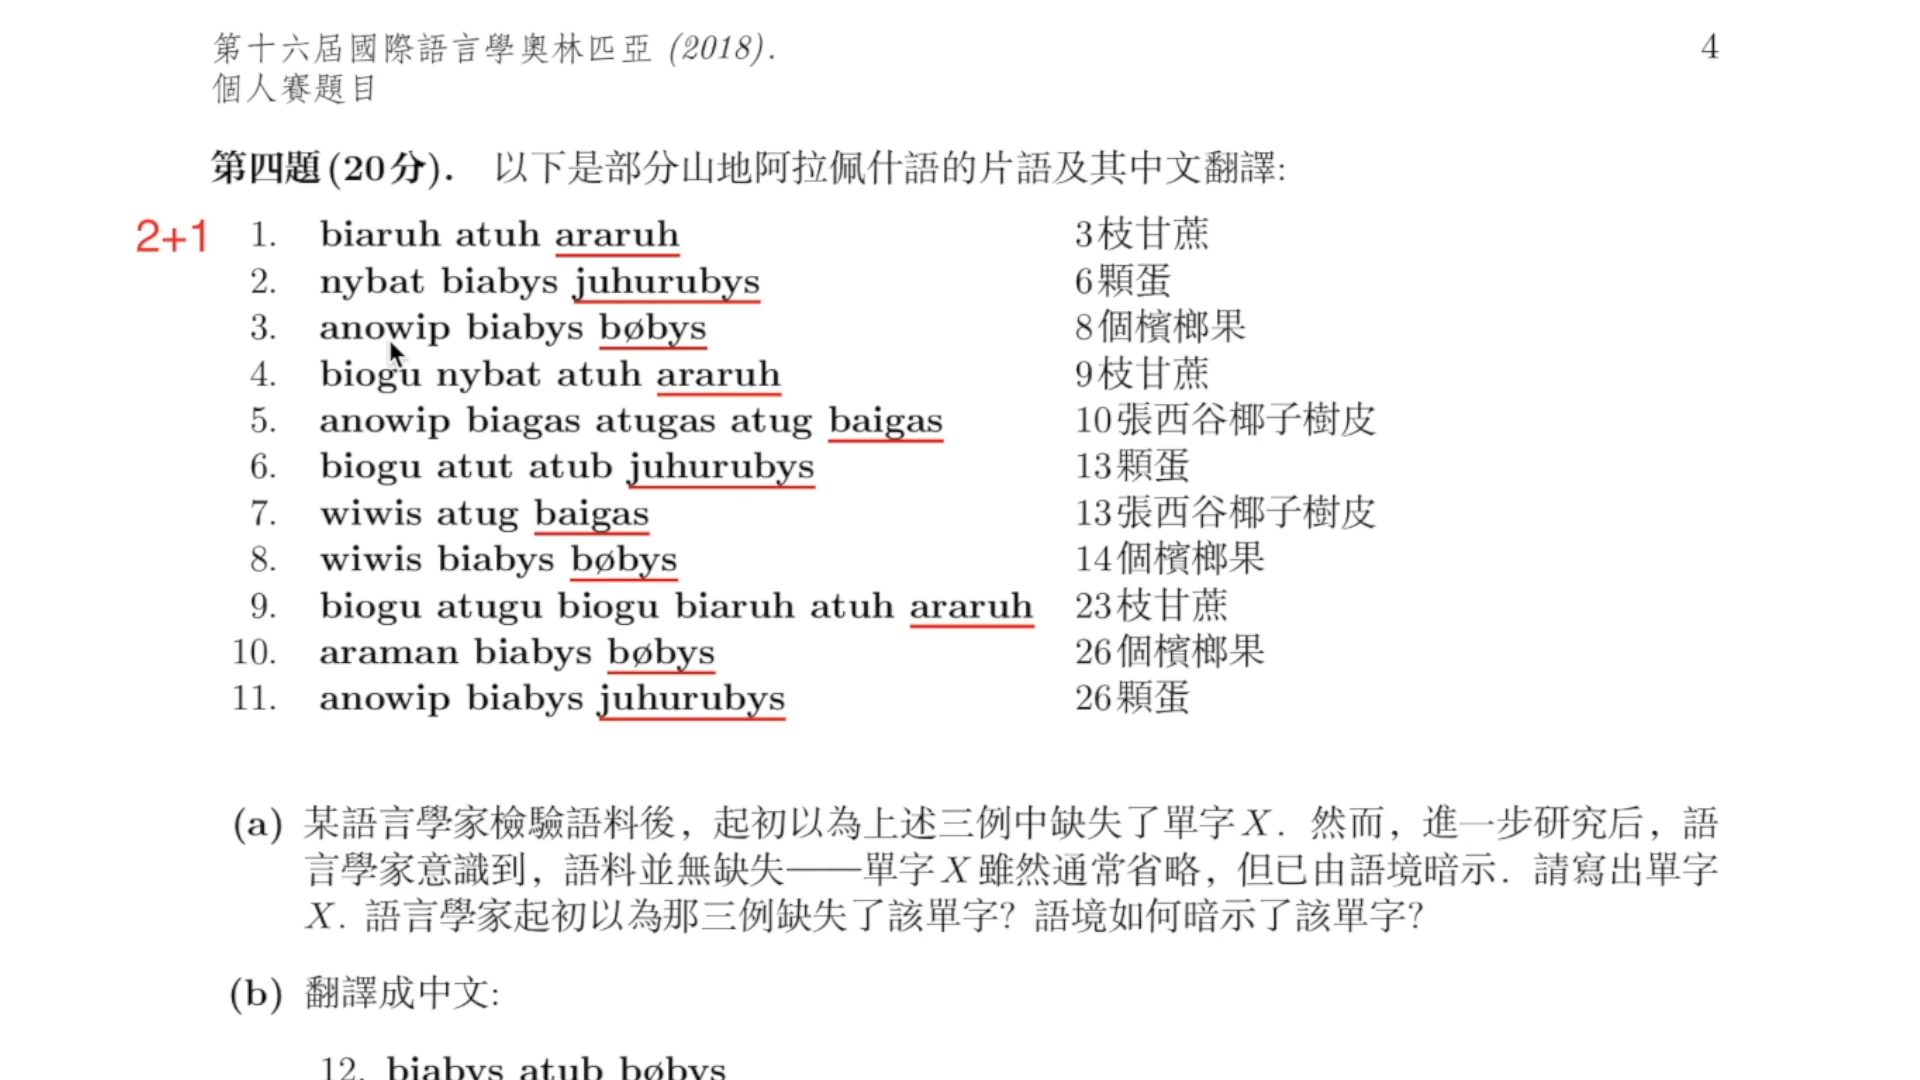 第十六屆國際語言學奧林匹亞 (2018).
個人賽題目
4
第四題(20分). 以下是部分山地阿拉佩什語的片語及其中文翻譯:
2+1 1. biaruh atuh araruh 3枝甘蔗
2. nybat biabys juhurubys 6顆蛋
3. anowip biabys bøbys 8個檳榔果
4. biogu nybat atuh araruh 9枝甘蔗
5. anowip biagas atugas atug baigas 10張西谷椰子樹皮
6. biogu atut atub juhurubys 13顆蛋
7. wiwis atug baigas 13張西谷椰子樹皮
8. wiwis biabys bøbys 14個檳榔果
9. biogu atugu biogu biaruh atuh araruh 23枝甘蔗
10. araman biabys bøbys 26個檳榔果
11. anowip biabys juhurubys 26顆蛋
(a) 某語言學家檢驗語料後, 起初以為上述三例中缺失了單字X. 然而, 進一步研究后, 語
言學家意識到, 語料並無缺失——單字X雖然通常省略, 但已由語境暗示. 請寫出單字
X. 語言學家起初以為那三例缺失了該單字? 語境如何暗示了該單字?
(b) 翻譯成中文:
12. biabys atub bøbys